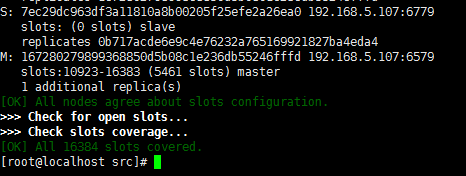 S: 7ec29dc963df3a11810a8b00205f25efe2a26ea0 192.168.5.107:6779
slots: (0 slots) slave
replicates 0b717acde6e9c4e76232a765169921827ba4eda4
M: 167280279899368850d5b08c1e236db55246fffd 192.168.5.107:6579
slots:10923-16383 (5461 slots) master
1 additional replica(s)
[OK] All nodes agree about slots configuration.
>>> Check for open slots...
>>> Check slots coverage...
[OK] All 16384 slots covered.
[root@localhost src]#